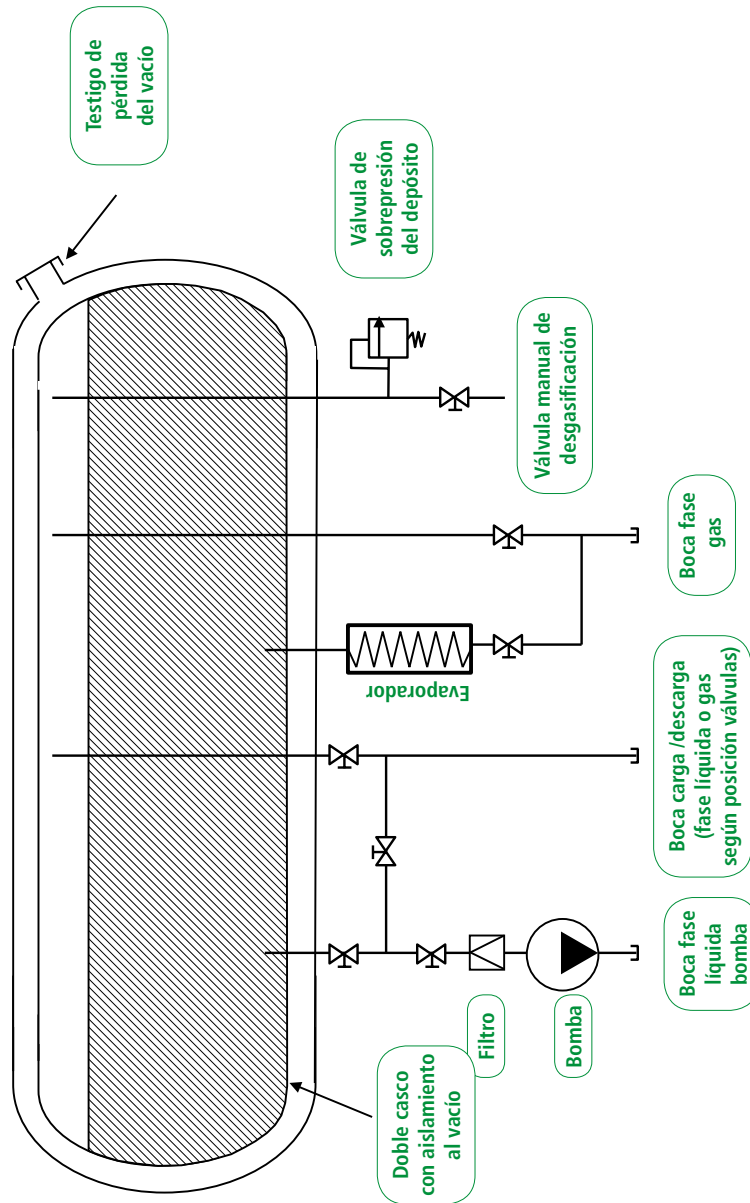 Testigo de
pérdida
del vacío
Válvula de
sobrepresión
del depósito
Válvula manual de
desgasificación
Boca fase
gas
Evaporador
Boca carga /descarga
(fase líquida o gas
según posición válvulas)
Boca fase
líquida
bomba
Filtro
Bomba
Doble casco
con aislamiento
al vacío